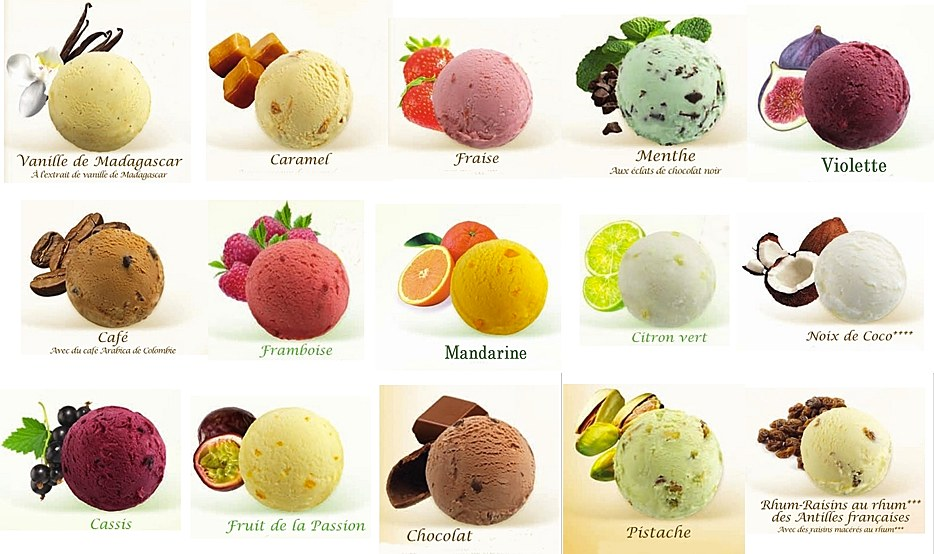 Vanille de Madagascar
À l'extrait de vanille de Madagascar
Caramel
Fraise
Menthe
Aux éclats de chocolat noir
Violette
Café
Avec du café Arabica de Colombie
Framboise
Mandarine
Citron vert
Noix de Coco****
Cassis
Fruit de la Passion
Chocolat
Pistache
Rhum-Raisins au rhum***
des Antilles françaises
Avec des raisins macérés au rhum***